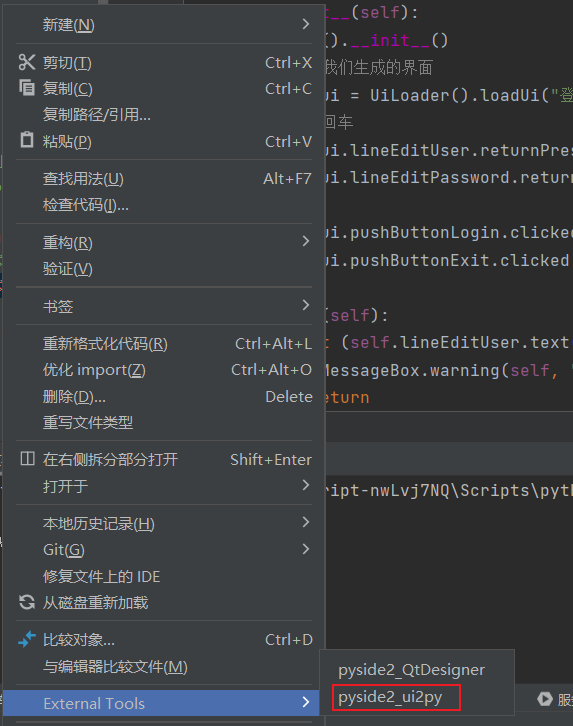 新建(N)
剪切(T) Ctrl+X
复制(C) Ctrl+C
复制路径/引用...
粘贴(P) Ctrl+V
查找用法(U) Alt+F7
检查代码(I)...
重构(R)
验证(V)
书签
重新格式化代码(R) Ctrl+Alt+L
优化 import(Z) Ctrl+Alt+O
删除(D)... Delete
重写文件类型
在右侧拆分部分打开 Shift+Enter
打开于
本地历史记录(H)
Git(G)
修复文件上的 IDE
从磁盘重新加载
比较对象... Ctrl+D
与编辑器比较文件(M)
External Tools
pyside2_QtDesigner
pyside2_ui2py
__(self):
().__init__()
我们生成的界面
ui = UiLoader().loadUi("登
回车
ui.lineEditUser.returnPres
ui.lineEditPassword.return
ui.pushButtonLogin.clicked
ui.pushButtonExit.clicked
(self):
(self.lineEditUser.text
MessageBox.warning(self,
eturn
ript-nwLvj7NQ\Scripts\pyth